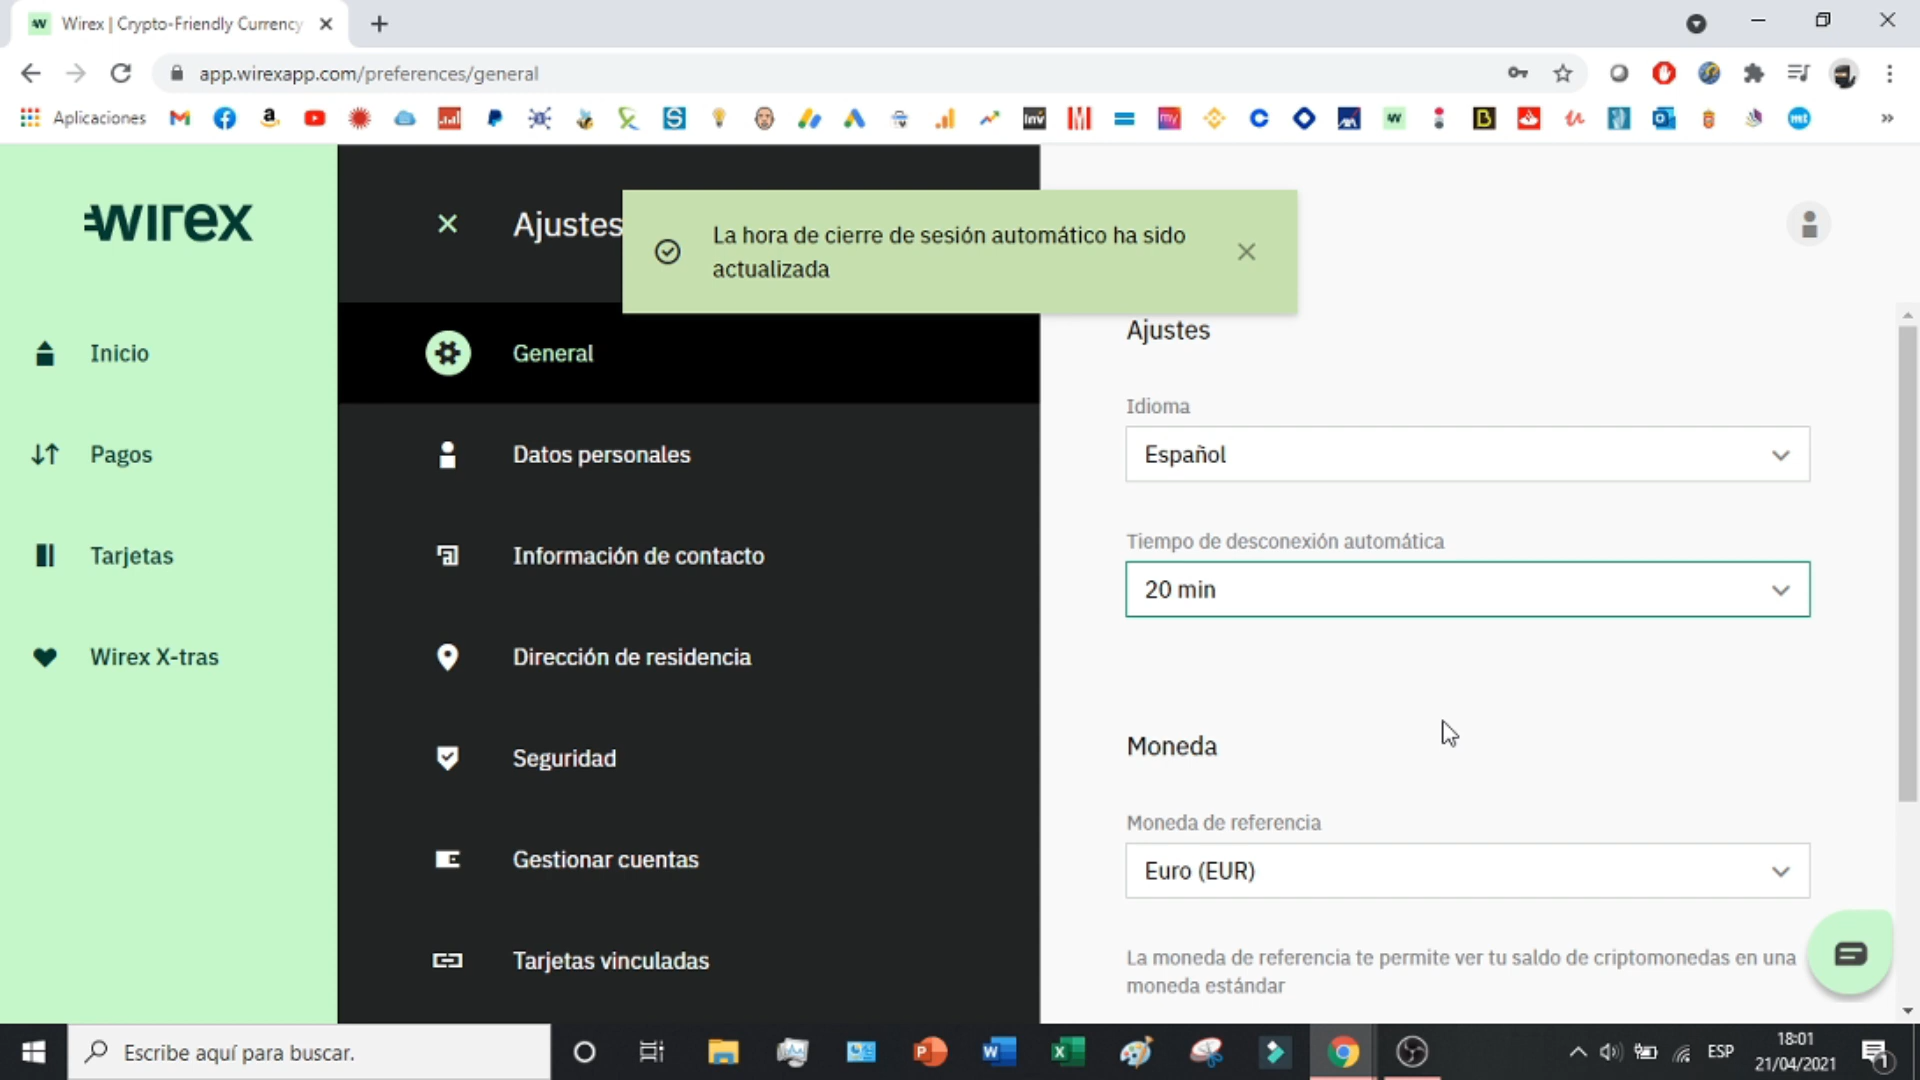 Wirex | Crypto-Friendly Currency
app.wirexapp.com/preferences/general
Aplicaciones
wirex
Inicio
Pagos
Tarjetas
Wirex X-tras
Ajustes
General
Datos personales
Información de contacto
Dirección de residencia
Seguridad
Gestionar cuentas
Tarjetas vinculadas
La hora de cierre de sesión automático ha sido
actualizada
Ajustes
Idioma
Español
Tiempo de desconexión automática
20 min
Moneda
Moneda de referencia
Euro (EUR)
La moneda de referencia te permite ver tu saldo de criptomonedas en una
moneda estándar
Escribe aquí para buscar.
ESP
18:01
21/04/2021
1